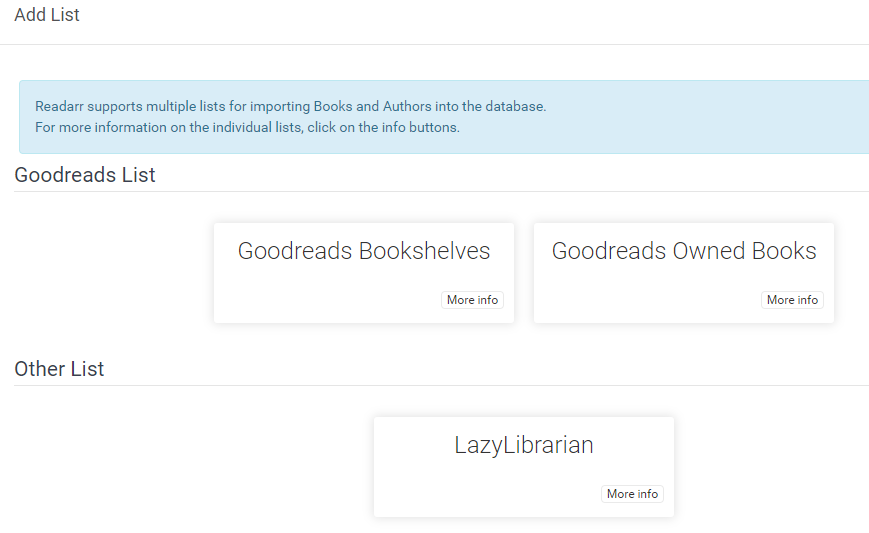 Add List
Readarr supports multiple lists for importing Books and Authors into the database.
For more information on the individual lists, click on the info buttons.
Goodreads List
Goodreads Bookshelves
More info
Goodreads Owned Books
More info
Other List
LazyLibrarian
More info